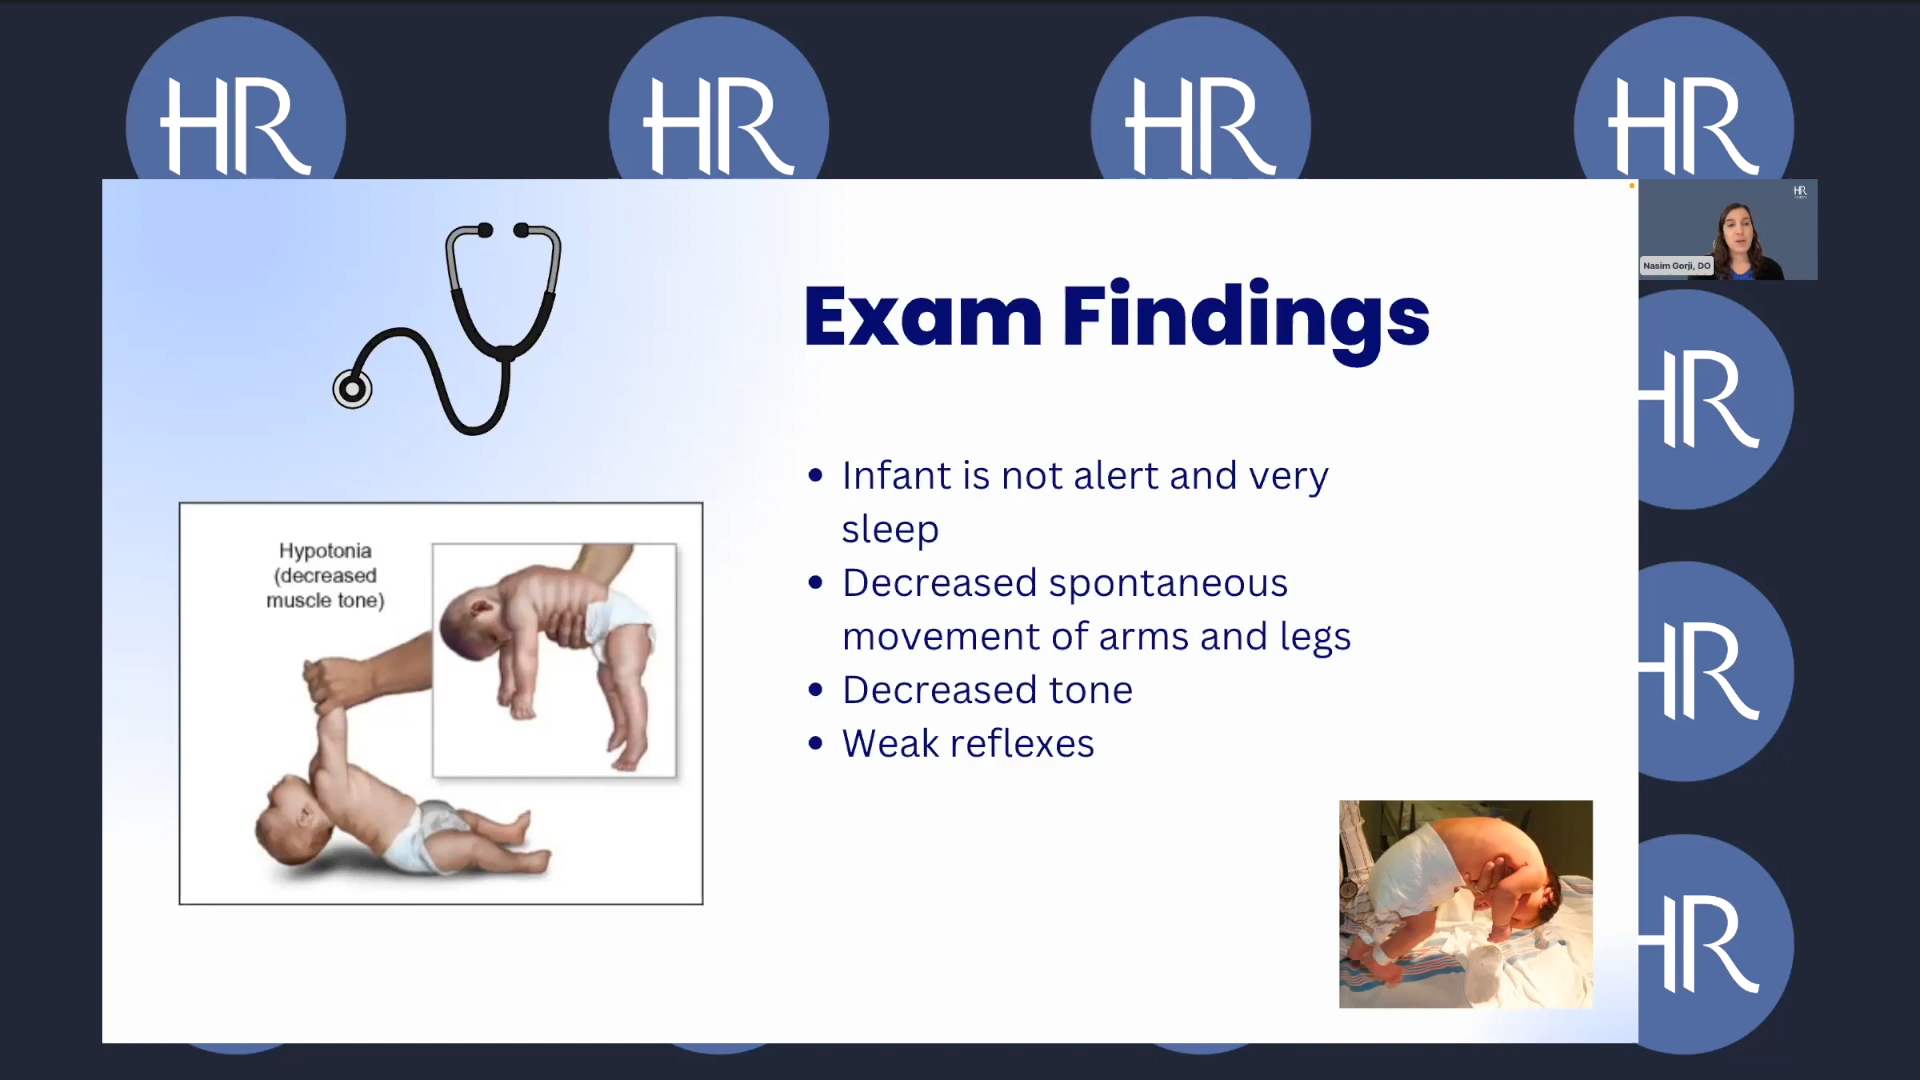 HR HR HR HR
HR
Nasim Gorji, DO
Exam Findings
• Infant is not alert and very
sleep
• Decreased spontaneous
movement of arms and legs
• Decreased tone
• Weak reflexes
Hypotonia
(decreased
muscle tone)
HR
HR
HR